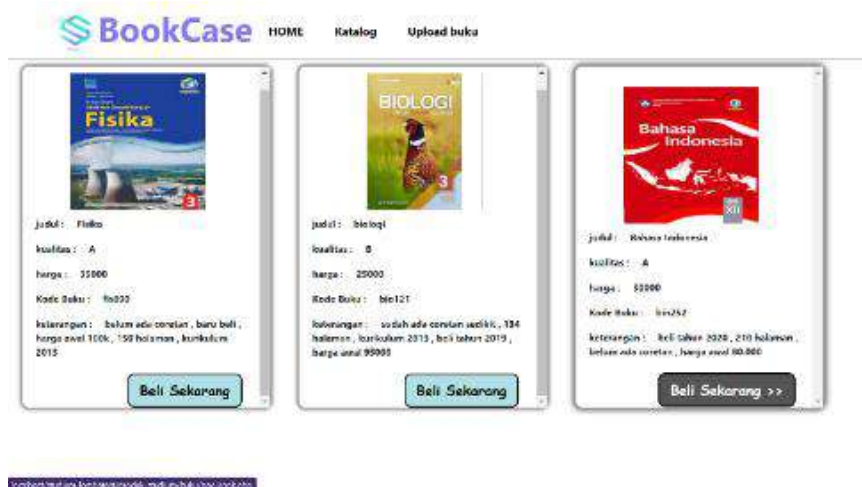 BookCase HOME Katalog Upload buku
Fisika
3
judul : Fisika
kualitas : A
harga : 35000
Kode Buku :
keterangan : belum ada coretan , baru beli ,
harga awal 100k , 150 halaman , kurikulum
2013
Beli Sekarang
BIOLOGI
3
judul : biologi
kualitas : B
harga : 25000
Kode Buku : bio121
keterangan : sudah ada coretan sedikit , 134
halaman , kurikulum 2013 , beli tahun 2019 ,
harga awal 95000
Beli Sekarang
Bahasa
Indonesia
XII
judul : Bahasa Indonesia
kualitas : A
harga : 30000
Kode Buku : bin252
keterangan : beli tahun 2020 , 210 halaman ,
belum ada coretan , harga awal 80.000
Beli Sekarang >>